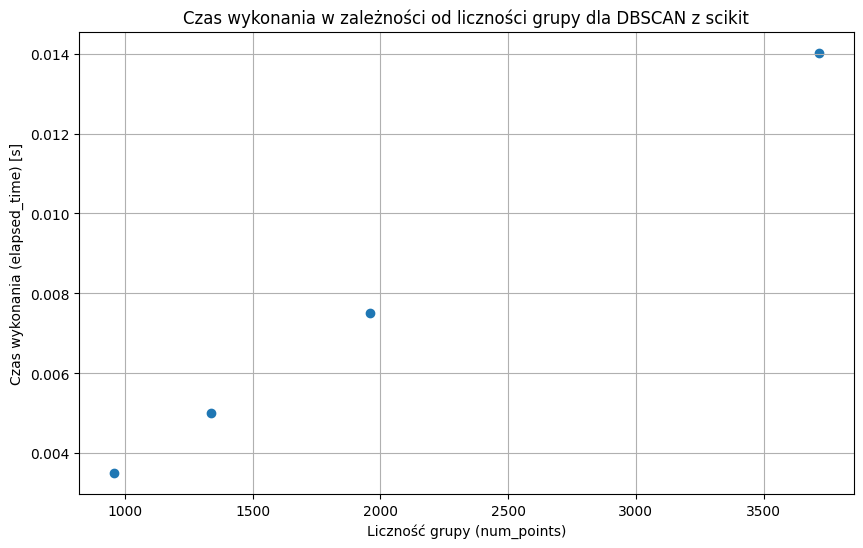 Czas wykonania w zależności od liczności grupy dla DBSCAN z scikit
Czas wykonania (elapsed_time) [s]
0.014
0.012
0.010
0.008
0.006
0.004
1000 1500 2000 2500 3000 3500
Liczność grupy (num_points)